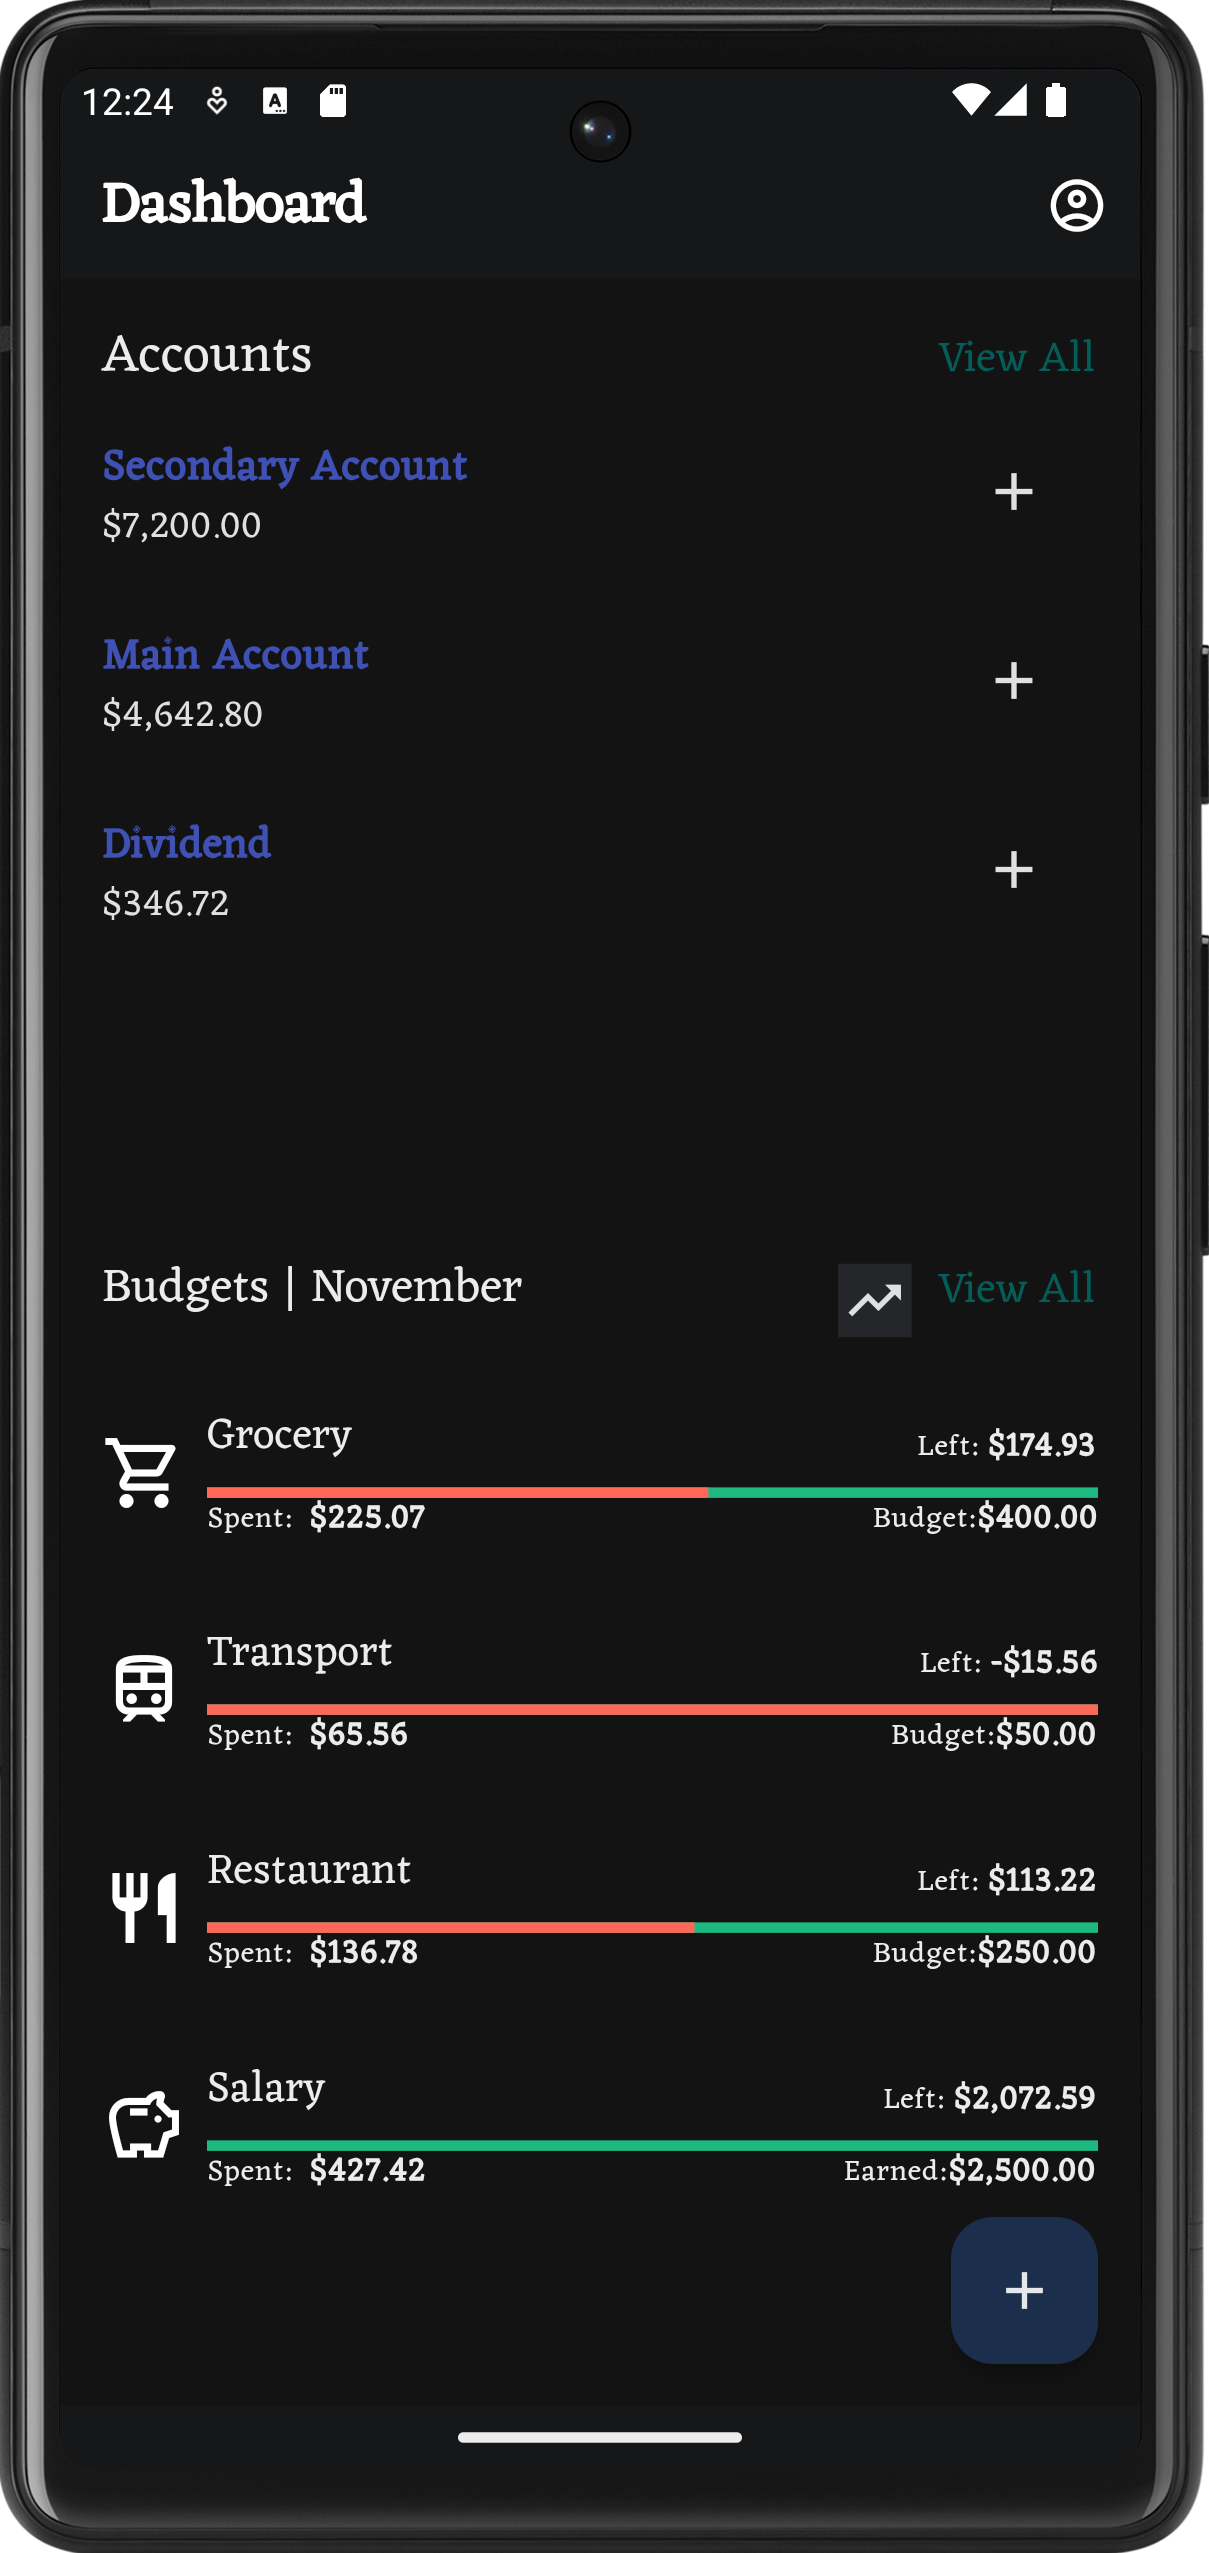 12:24
Dashboard
Accounts View All
Secondary Account
$7,200.00
Main Account
$4,642.80
Dividend
$346.72
Budgets | November View All
Grocery
Left: $174.93
Spent: $225.07 Budget:$400.00
Transport
Left: -$15.56
Spent: $65.56 Budget:$50.00
Restaurant
Left: $113.22
Spent: $136.78 Budget:$250.00
Salary
Left: $2,072.59
Spent: $427.42 Earned:$2,500.00